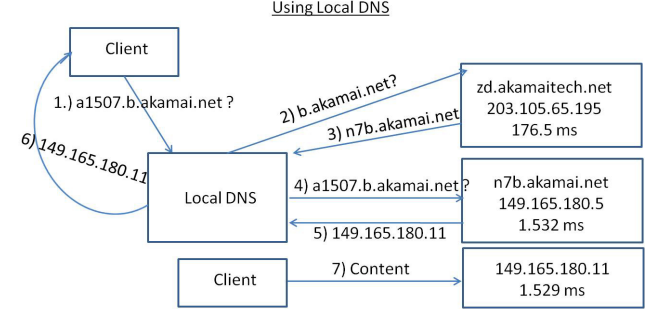 Using Local DNS
Client
1.) a1507.b.akamai.net ?
2) b.akamai.net?
3) n7b.akamai.net
zd.akamaitech.net
203.105.65.195
176.5 ms
6) 149.165.180.11
Local DNS
4) a1507.b.akamai.net ?
5) 149.165.180.11
n7b.akamai.net
149.165.180.5
1.532 ms
Client
7) Content
149.165.180.11
1.529 ms